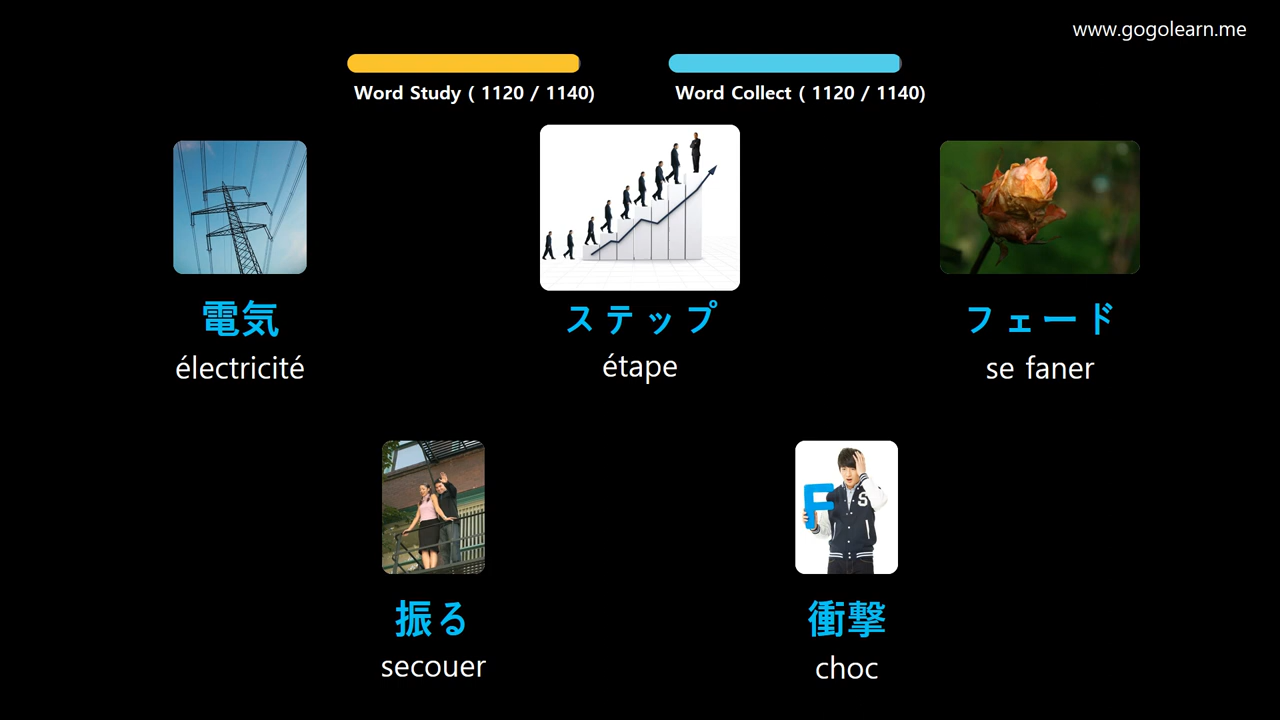 www.gogolearn.me
Word Study ( 1120 / 1140)
Word Collect ( 1120 / 1140)
電気
électricité
ステップ
étape
フェード
se faner
振る
secouer
F
S
衝撃
choc